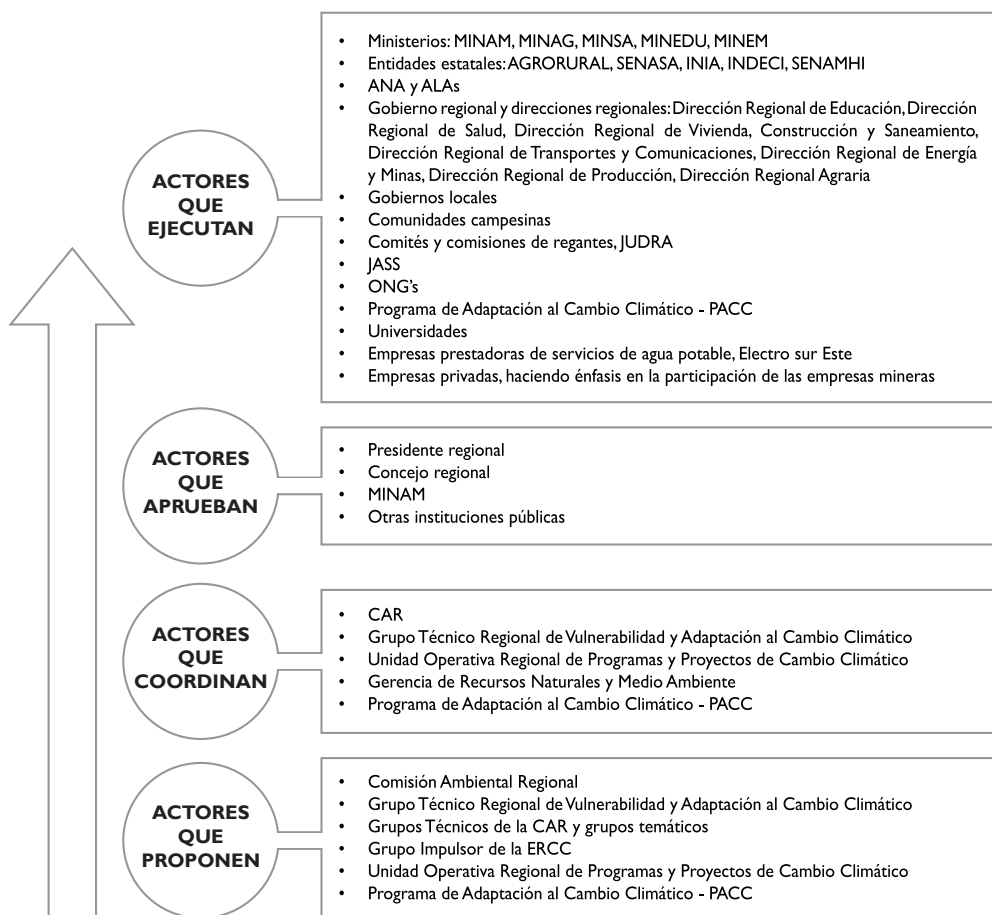 ACTORES
QUE
EJECUTAN
• Ministerios: MINAM, MINAG, MINSA, MINEDU, MINEM
• Entidades estatales: AGRORURAL, SENASA, INIA, INDECI, SENAMHI
• ANA y ALAs
• Gobierno regional y direcciones regionales: Dirección Regional de Educación, Dirección
Regional de Salud, Dirección Regional de Vivienda, Construcción y Saneamiento,
Dirección Regional de Transportes y Comunicaciones, Dirección Regional de Energía
y Minas, Dirección Regional de Producción, Dirección Regional Agraria
• Gobiernos locales
• Comunidades campesinas
• Comités y comisiones de regantes, JUDRA
• JASS
• ONG's
• Programa de Adaptación al Cambio Climático - PACC
• Universidades
• Empresas prestadoras de servicios de agua potable, Electro sur Este
• Empresas privadas, haciendo énfasis en la participación de las empresas mineras
ACTORES
QUE
APRUEBAN
• Presidente regional
• Concejo regional
• MINAM
• Otras instituciones públicas
ACTORES
QUE
COORDINAN
• CAR
• Grupo Técnico Regional de Vulnerabilidad y Adaptación al Cambio Climático
• Unidad Operativa Regional de Programas y Proyectos de Cambio Climático
• Gerencia de Recursos Naturales y Medio Ambiente
• Programa de Adaptación al Cambio Climático - PACC
ACTORES
QUE
PROPONEN
• Comisión Ambiental Regional
• Grupo Técnico Regional de Vulnerabilidad y Adaptación al Cambio Climático
• Grupos Técnicos de la CAR y grupos temáticos
• Grupo Impulsor de la ERCC
• Unidad Operativa Regional de Programas y Proyectos de Cambio Climático
• Programa de Adaptación al Cambio Climático - PACC